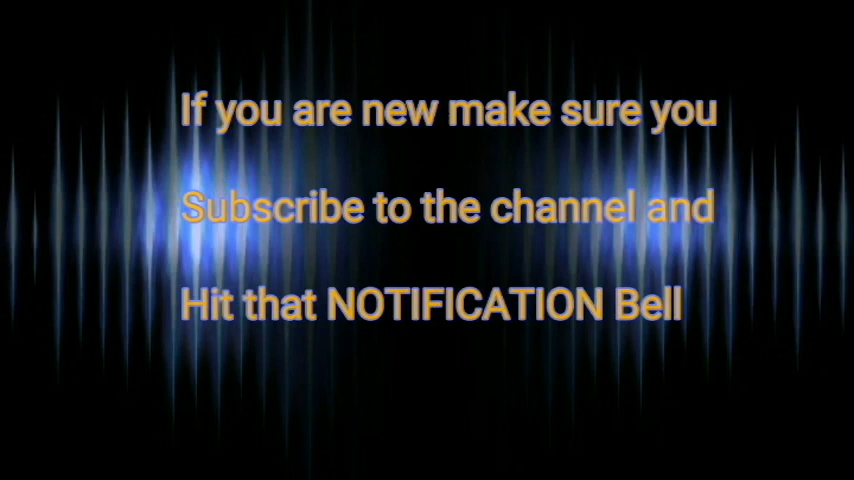 If you are new make sure you
Subscribe to the channel and
Hit that NOTIFICATION Bell